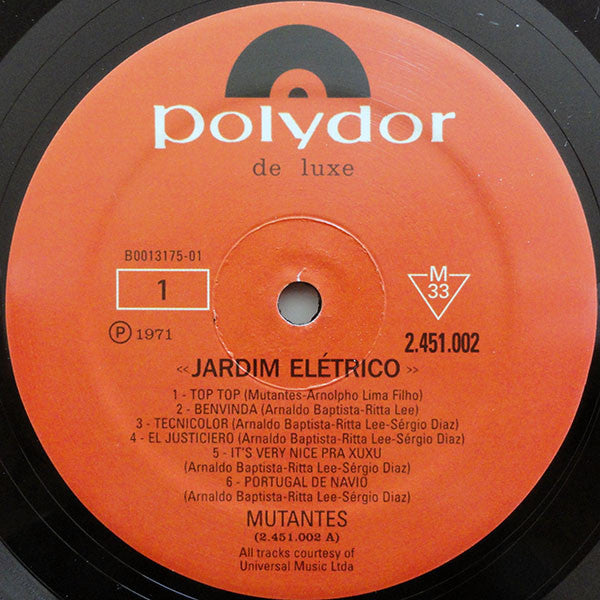 polydor
de luxe
B0013175-01
1
M
33
℗ 1971
2.451.002
«JARDIM ELÉTRICO»
1 - TOP TOP (Mutantes-Arnolpho Lima Filho)
2 - BENVINDA (Arnaldo Baptista-Ritta Lee)
3 - TECNICOLOR (Arnaldo Baptista-Ritta Lee-Sérgio Diaz)
4 - EL JUSTICIERO (Arnaldo Baptista-Ritta Lee-Sérgio Diaz)
5 - IT'S VERY NICE PRA XUXU
(Arnaldo Baptista-Ritta Lee-Sérgio Diaz)
6 - PORTUGAL DE NAVIO
(Arnaldo Baptista-Ritta Lee-Sérgio Diaz)
MUTANTES
(2.451.002 A)
All tracks courtesy of
Universal Music Ltda